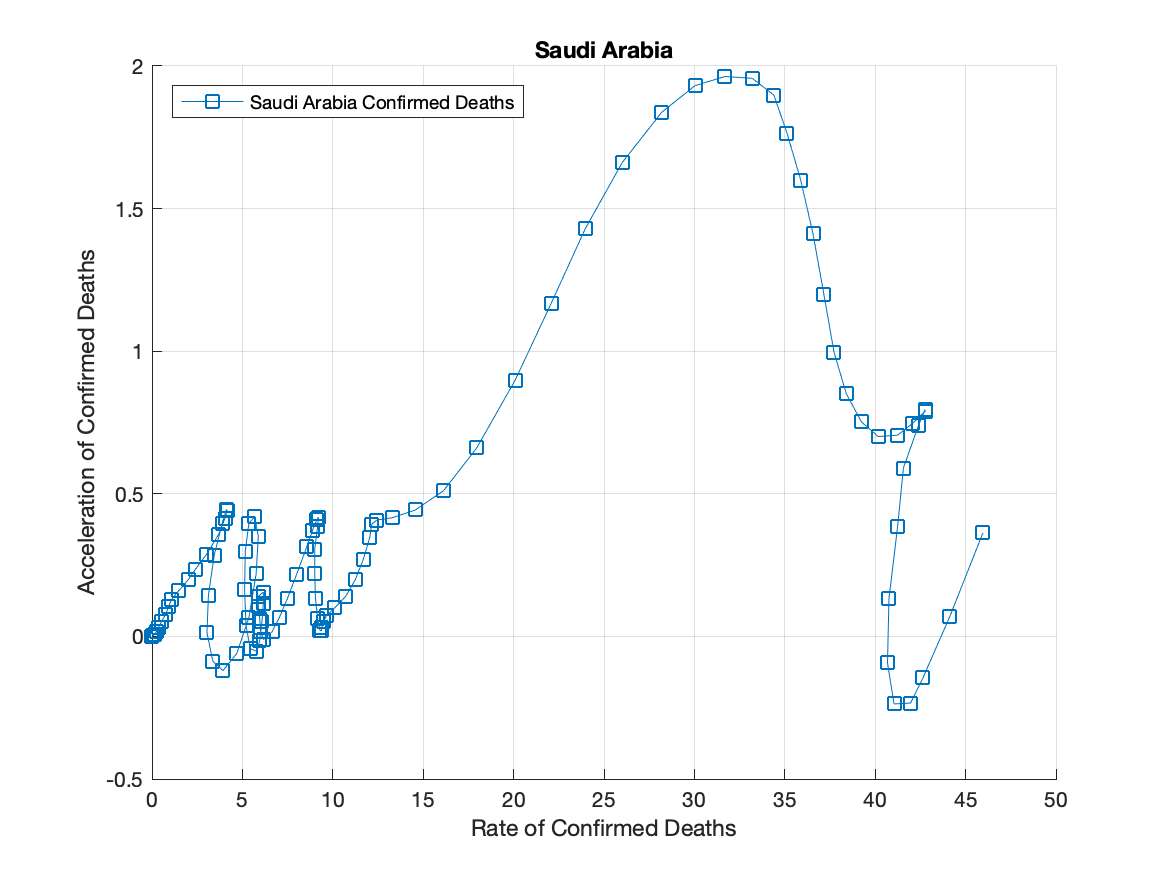 Saudi Arabia
Saudi Arabia Confirmed Deaths
2
1.5
1
0.5
0
-0.5
Acceleration of Confirmed Deaths
0 5 10 15 20 25 30 35 40 45 50
Rate of Confirmed Deaths